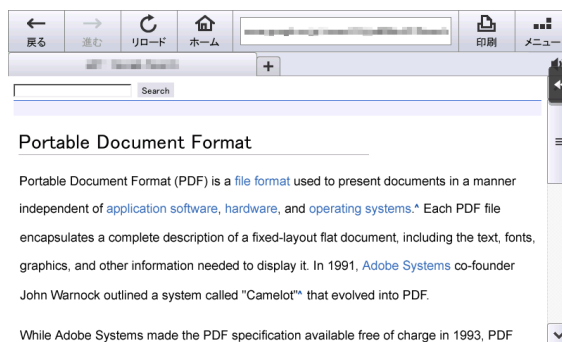 戻る
進む
リロード
ホーム
印刷
メニュー
+
Search
Portable Document Format
Portable Document Format (PDF) is a file format used to present documents in a manner
independent of application software, hardware, and operating systems.^ Each PDF file
encapsulates a complete description of a fixed-layout flat document, including the text, fonts,
graphics, and other information needed to display it. In 1991, Adobe Systems co-founder
John Warnock outlined a system called "Camelot"^ that evolved into PDF.
While Adobe Systems made the PDF specification available free of charge in 1993, PDF